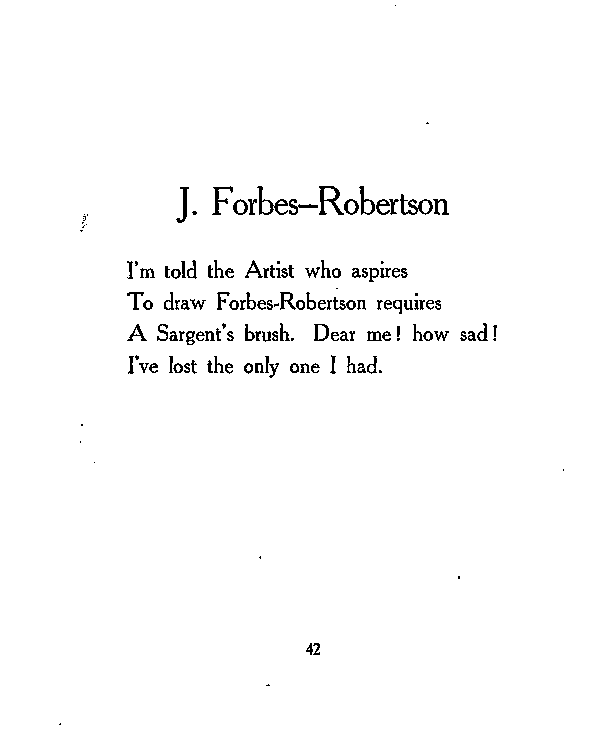 J. Forbes–Robertson
I'm told the Artist who aspires
To draw Forbes-Robertson requires
A Sargent's brush. Dear me! how sad!
I've lost the only one I had.
42